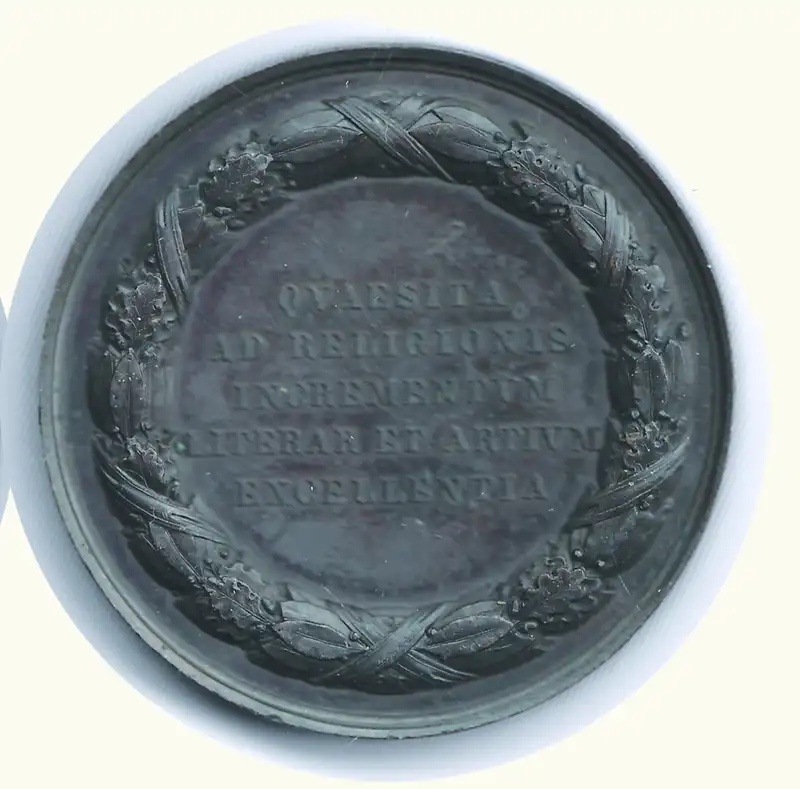 QVAESITA
AD RELIGIONIS
INCREMENTVM
LITERAR ET ARTIVM
EXCELLENTIA